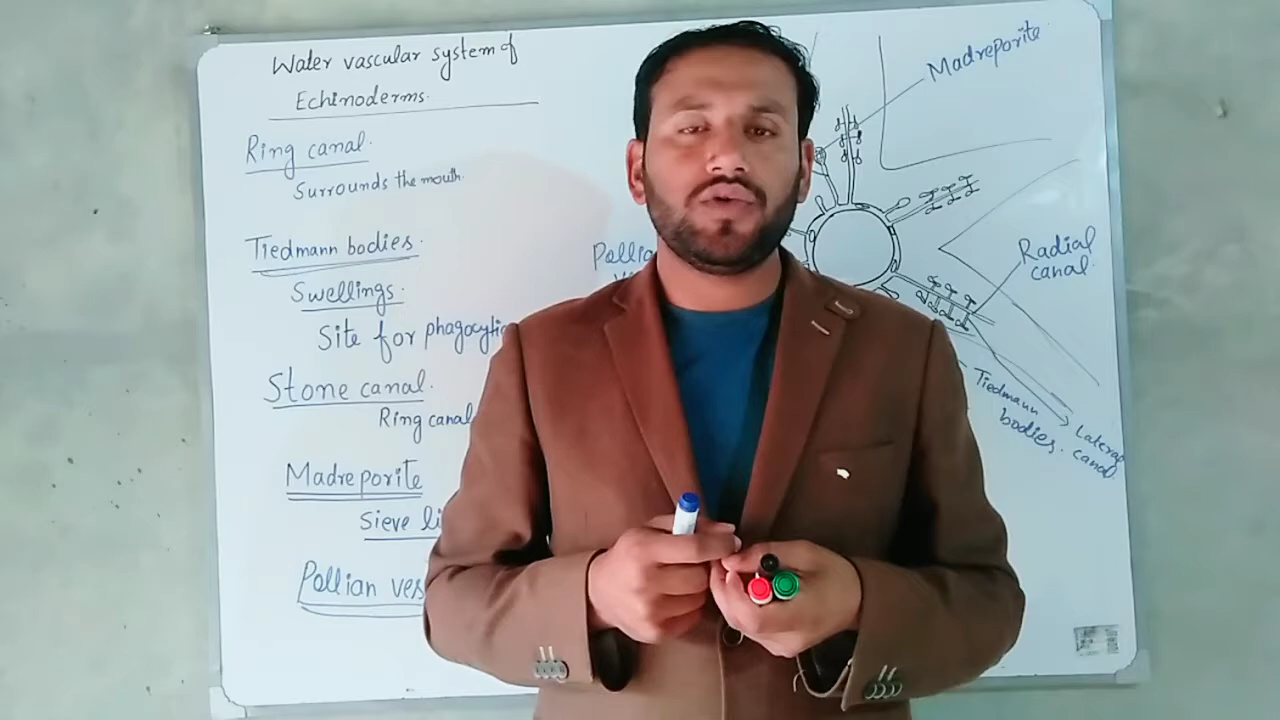 Water vascular system of
Echinoderms.
Ring canal.
Surrounds the mouth.
Tiedmann bodies.
Swellings.
Site for phagocytic
Stone canal.
Ring canal
Madreporite
Sieve li
Pollian ves
Madreporite
Pollia
Radial
canal.
Tiedmann
bodies.
Lateral
canal